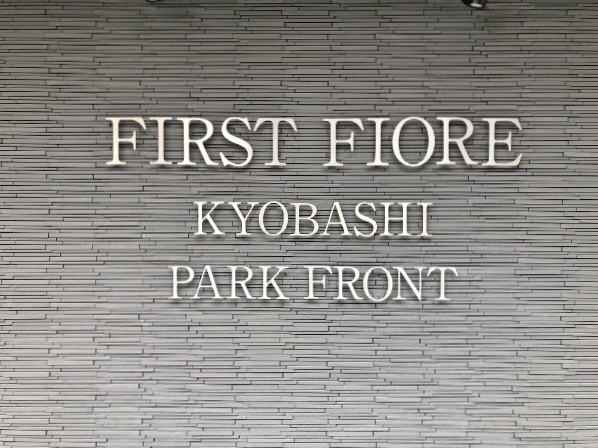 FIRST FIORE
KYOBASHI
PARK FRONT